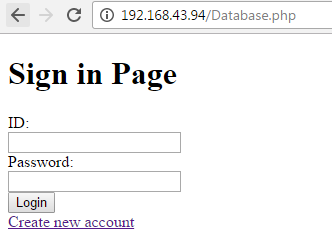 192.168.43.94/Database.php
Sign in Page
ID:
Password:
Login
Create new account